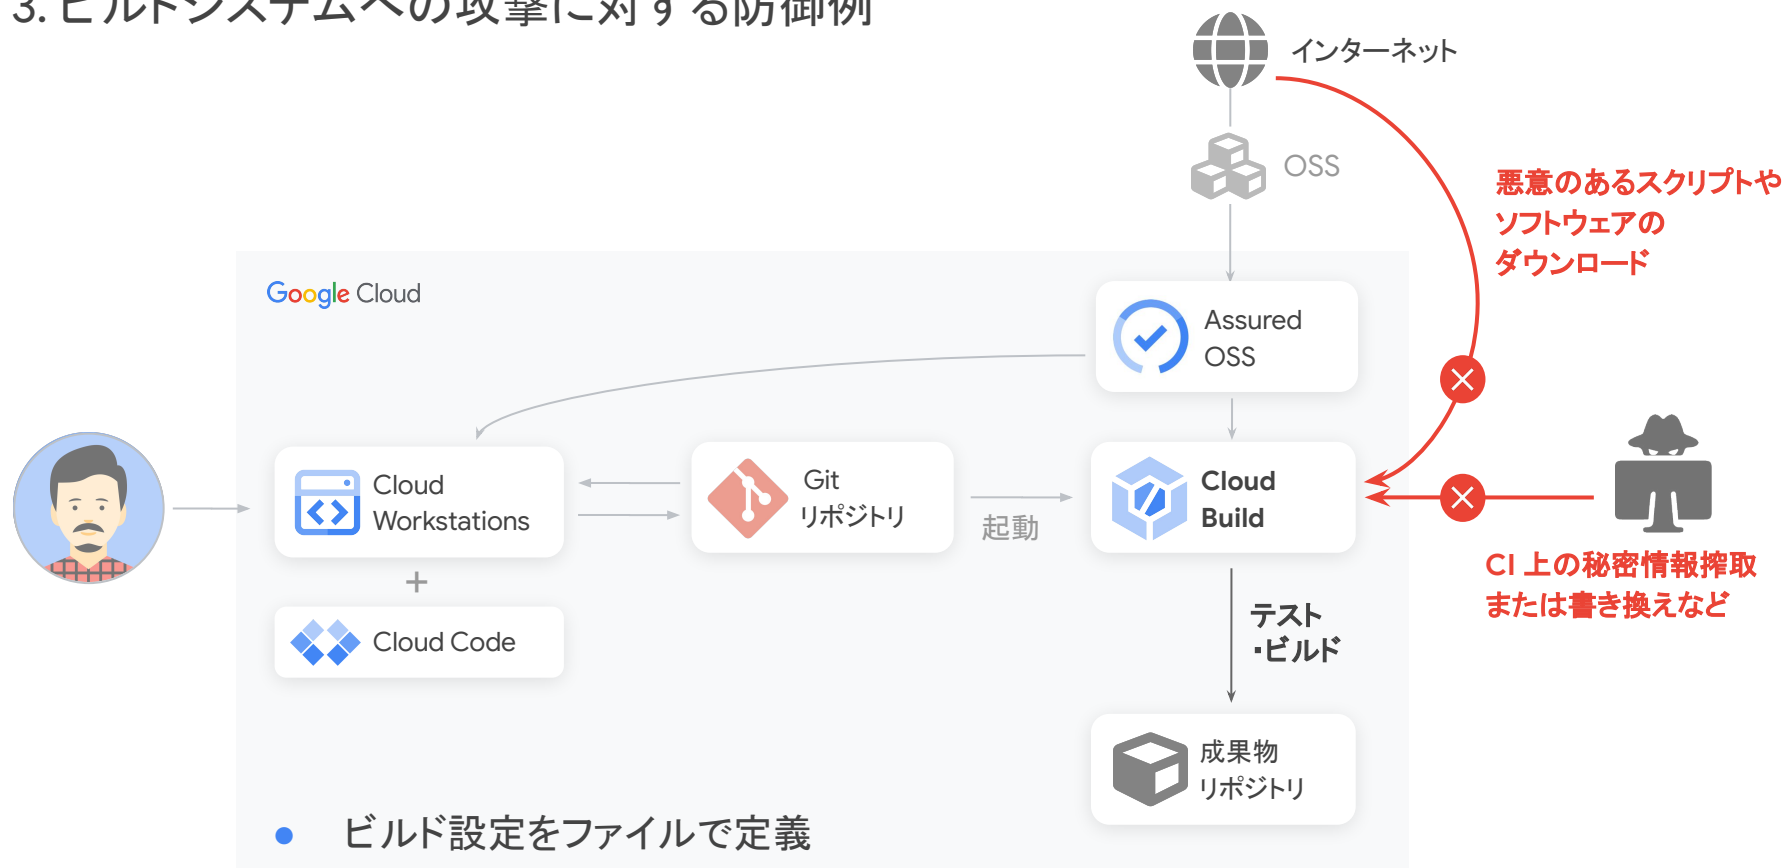 3. ビルドシステムへの攻撃に対する防御例
インターネット
OSS
悪意のあるスクリプトや
ソフトウェアの
ダウンロード
Google Cloud
Assured
OSS
Cloud
Workstations
Git
リポジトリ
起動
Cloud
Build
CI 上の秘密情報搾取
または書き換えなど
+
Cloud Code
テスト
・ビルド
成果物
リポジトリ
● ビルド設定をファイルで定義